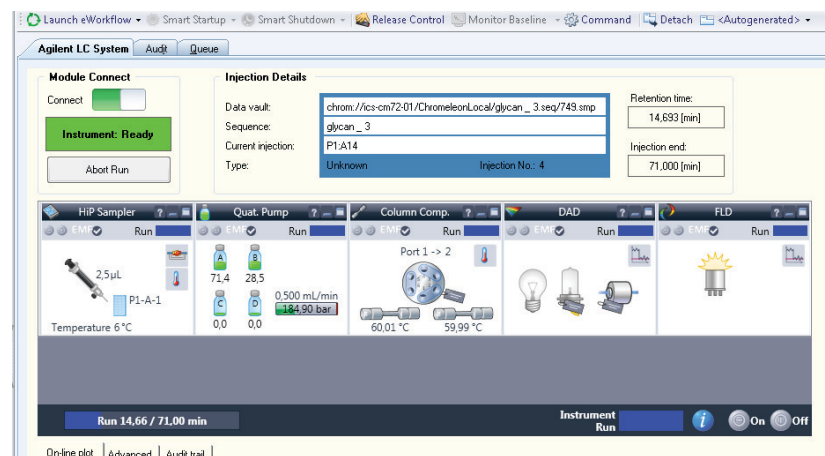 Launch eWorkflow Smart Startup Smart Shutdown Release Control Monitor Baseline Command Detach <Autogenerated>
Agilent LC System Audit Queue
Module Connect
Connect
Instrument: Ready
Abort Run
Injection Details
Data vault: chrom://ics-cm72-01/ChromeleonLocal/glycan _ 3.seq/749.smp
Sequence: glycan _ 3
Current injection: P1:A14
Type: Unknown Injection No.: 4
Retention time:
14,693 [min]
Injection end:
71,000 [min]
HiP Sampler ? Quat. Pump ? Column Comp. ? DAD ? FLD ?
EMF Run EMF Run EMF Run EMF Run EMF Run
2,5µL
P1-A-1
Temperature 6°C
A B
71,4 28,5
C D
0,0 0,0
0,500 mL/min
184,90 bar
Port 1 -> 2
60,01 °C 59,99 °C
Run 14,66 / 71,00 min
Instrument
Run
i
On Off
On-line plot Advanced Audit trail